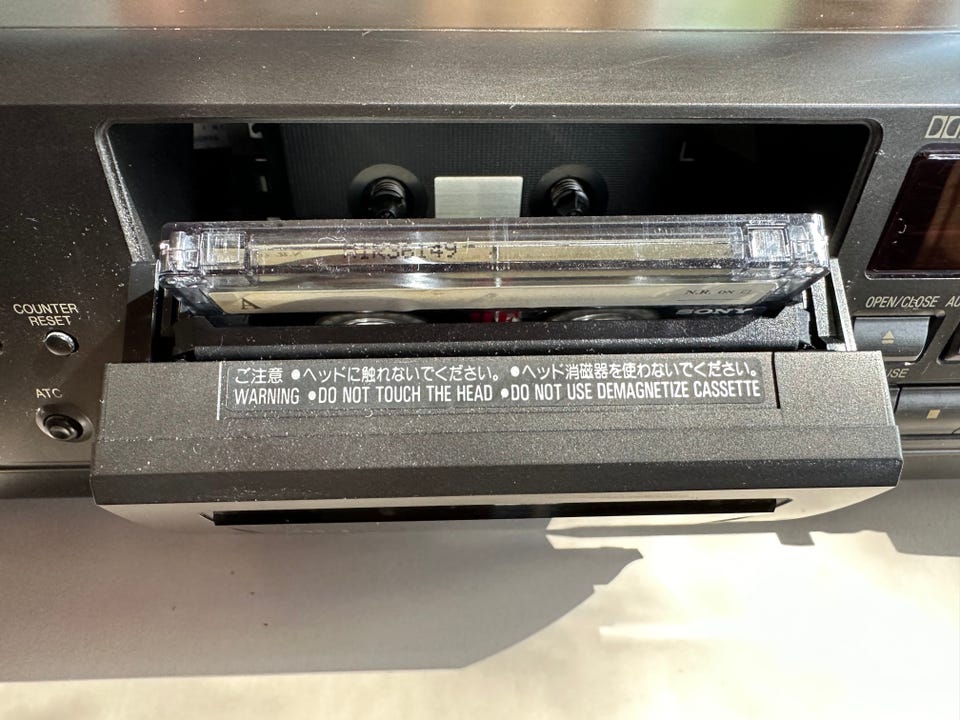 L
A
N.R. ON
SONY
COUNTER
RESET
OPEN/CLOSE
ATC
ご注意 ●ヘッドに触れないでください。 ●ヘッド消磁器を使わないでください。
WARNING ●DO NOT TOUCH THE HEAD ●DO NOT USE DEMAGNETIZE CASSETTE